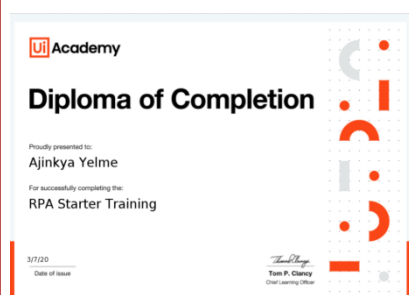 Ui Academy
Diploma of Completion
Proudly presented to:
Ajinkya Yelme
For successfully completing the:
RPA Starter Training
3/7/20
Date of issue
Tom P. Clancy
Chief Learning Officer